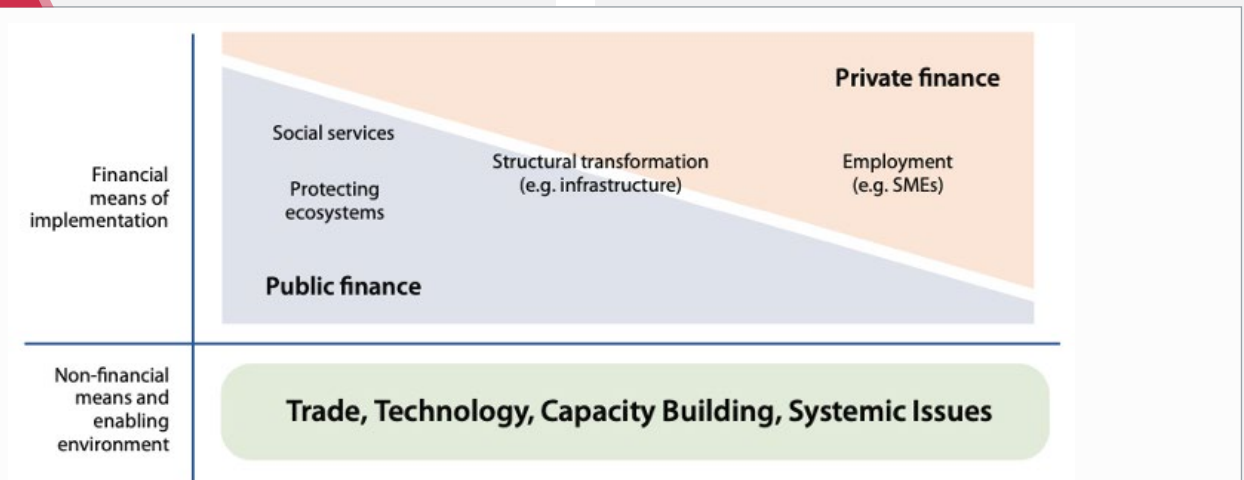 Private finance
Social services
Structural transformation
(e.g. infrastructure)
Employment
(e.g. SMEs)
Financial
means of
implementation
Protecting
ecosystems
Public finance
Non-financial
means and
enabling
environment
Trade, Technology, Capacity Building, Systemic Issues